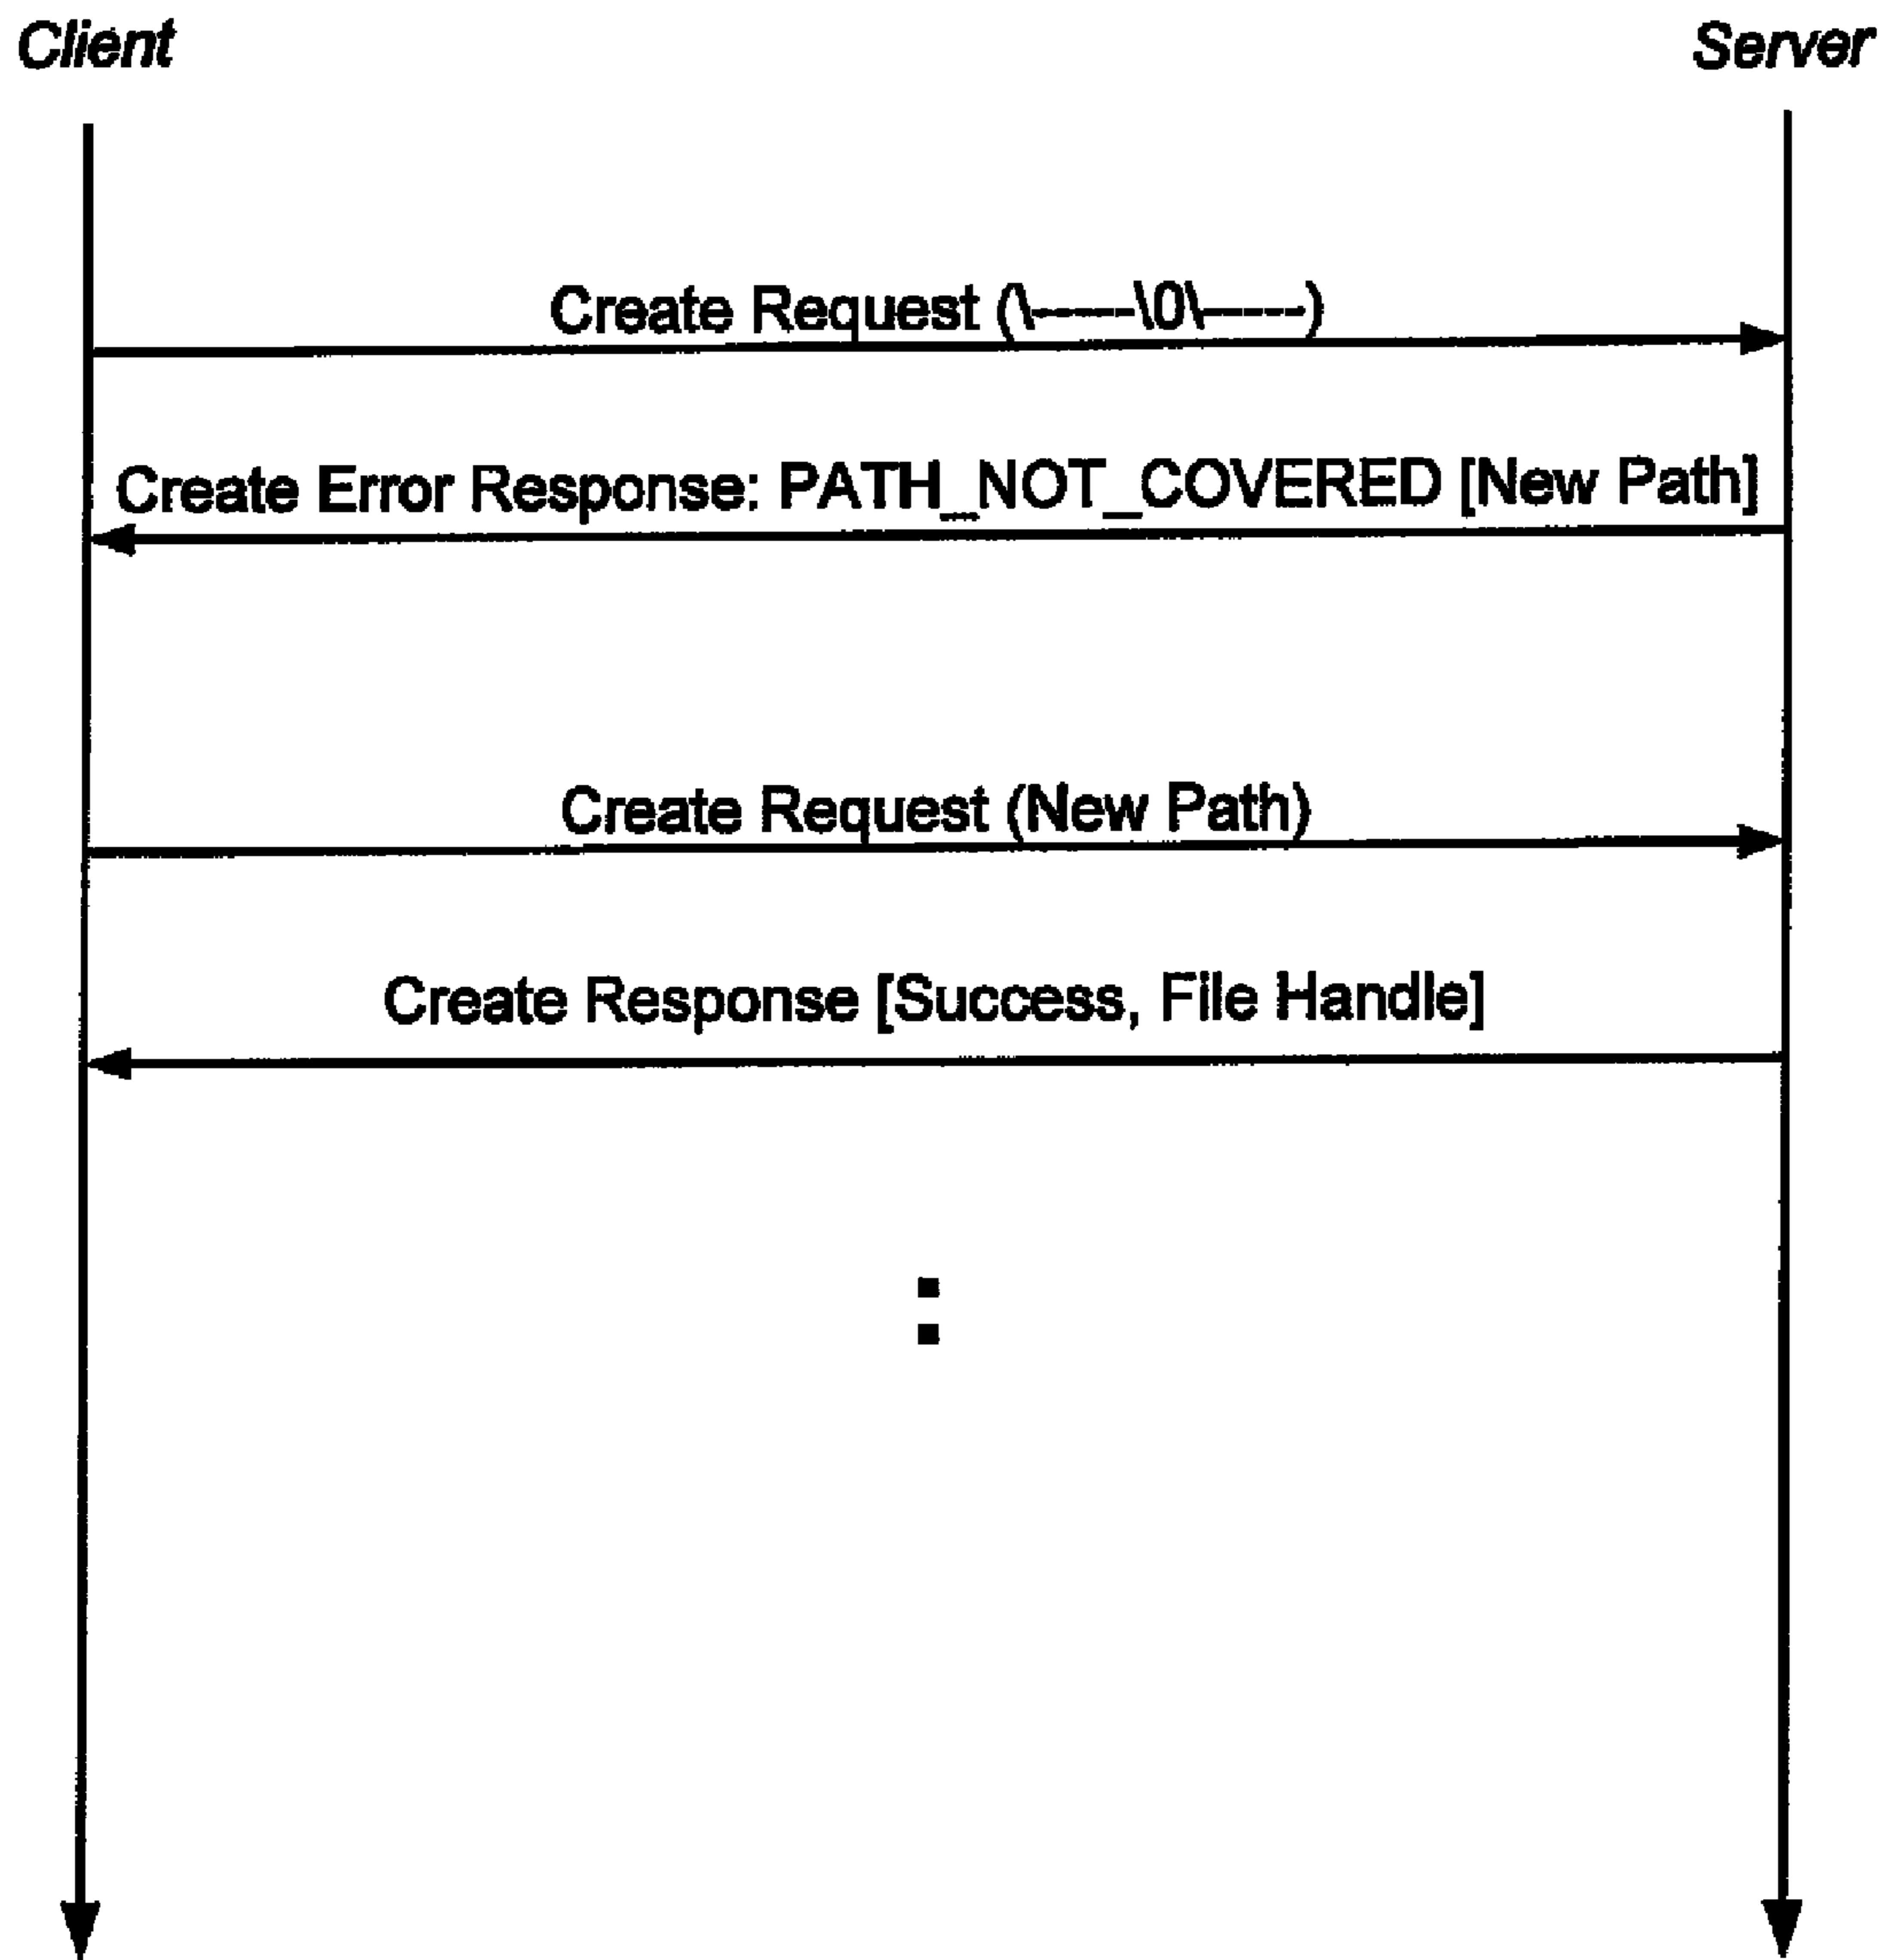 Client
Server
Create Request (\-----\0\-----)
Create Error Response: PATH_NOT_COVERED [New Path]
Create Request (New Path)
Create Response [Success, File Handle]
: